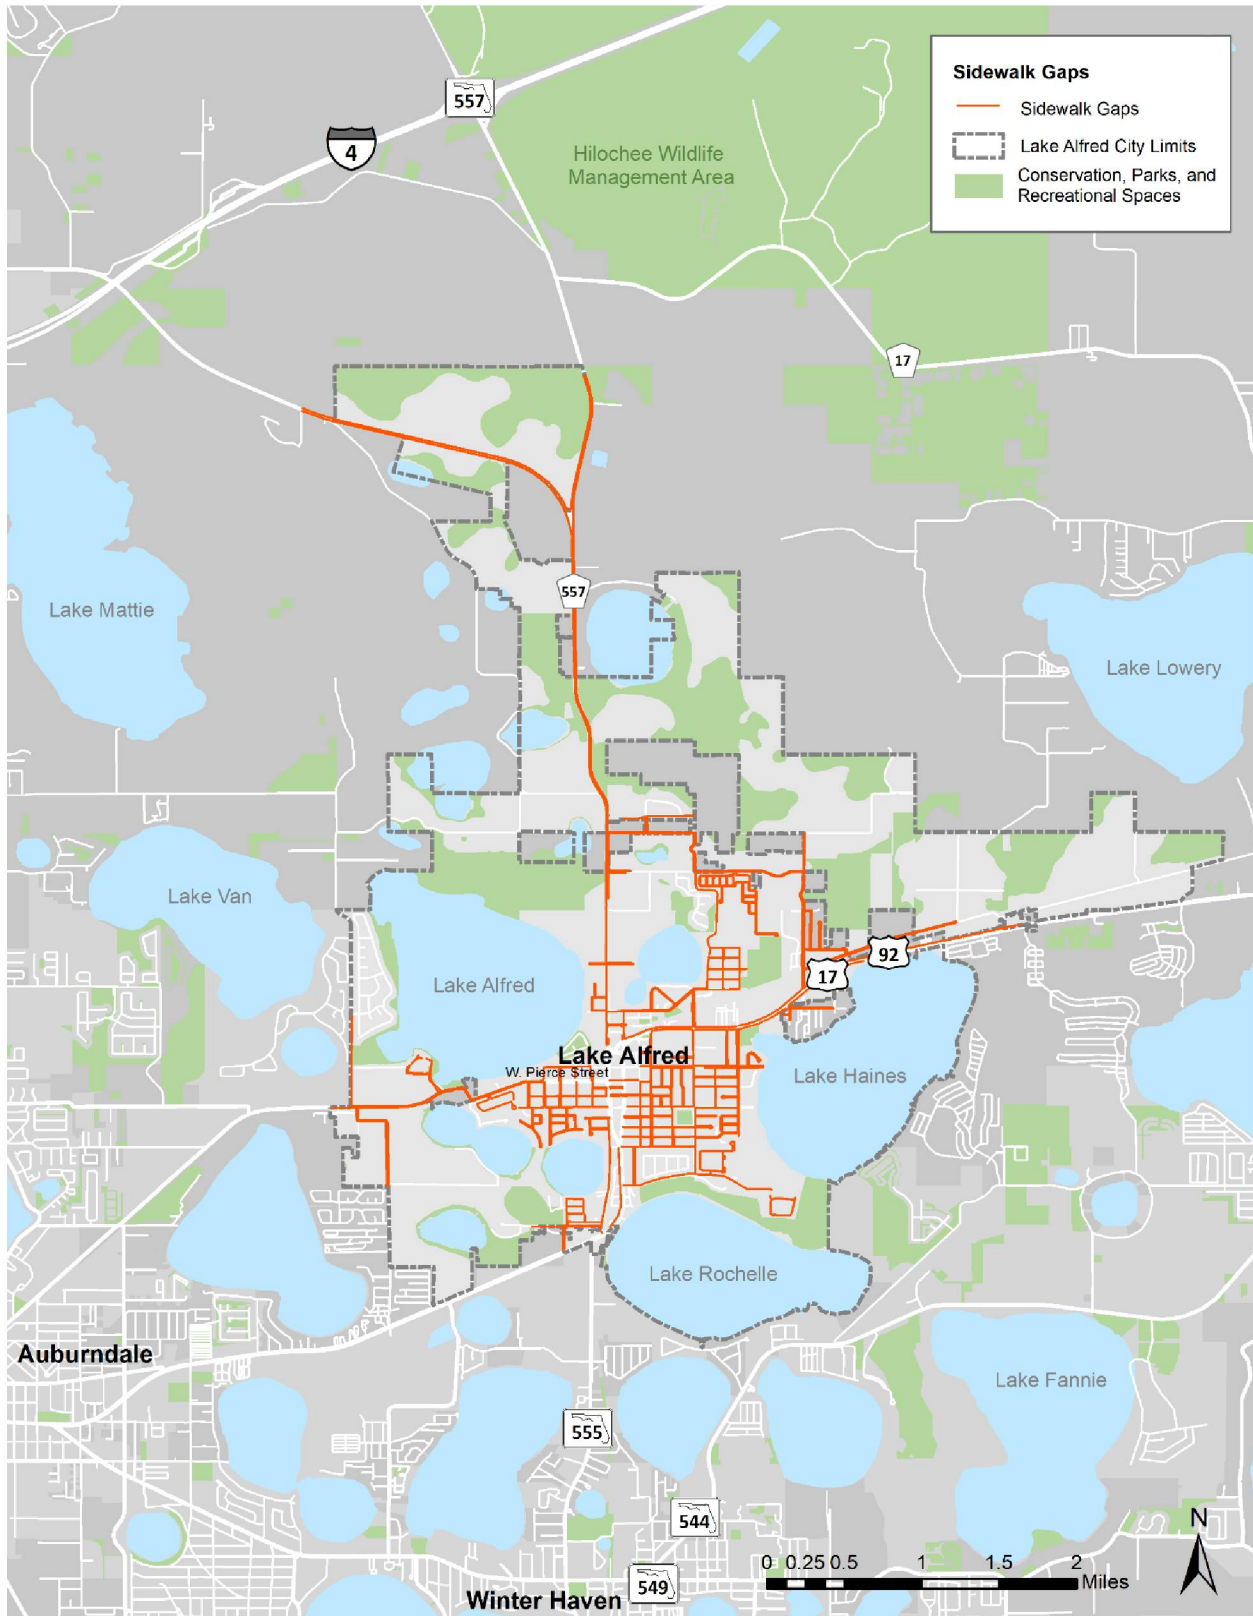 Sidewalk Gaps
Sidewalk Gaps
Lake Alfred City Limits
Conservation, Parks, and
Recreational Spaces
557
4
Hilochee Wildlife
Management Area
17
557
Lake Mattie
Lake Lowery
Lake Van
92
17
Lake Alfred
Lake Alfred
W. Pierce Street
Lake Haines
Lake Rochelle
Auburndale
Lake Fannie
555
544
N
0 0.25 0.5 1 1.5 2
Miles
549
Winter Haven